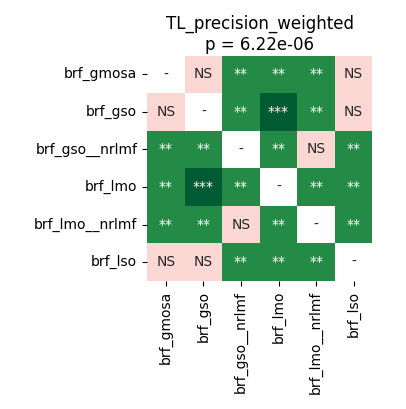 TL_precision_weighted
p = 6.22e-06
brf_gmosa - NS ** ** ** NS
brf_gso NS - ** *** ** NS
brf_gso__nrlmf ** ** - ** NS **
brf_lmo ** *** ** - ** **
brf_lmo__nrlmf ** ** NS ** - **
brf_lso NS NS ** ** ** -
brf_gmosa
brf_gso
brf_gso__nrlmf
brf_lmo
brf_lmo__nrlmf
brf_lso